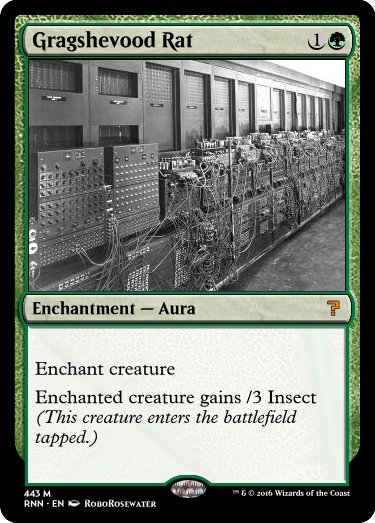 Gragshevood Rat 1
Enchantment — Aura ?
Enchant creature
Enchanted creature gains /3 Insect
(This creature enters the battlefield
tapped.)
443 M
RNN • EN RoboRosewater
™ & © 2016 Wizards of the Coast